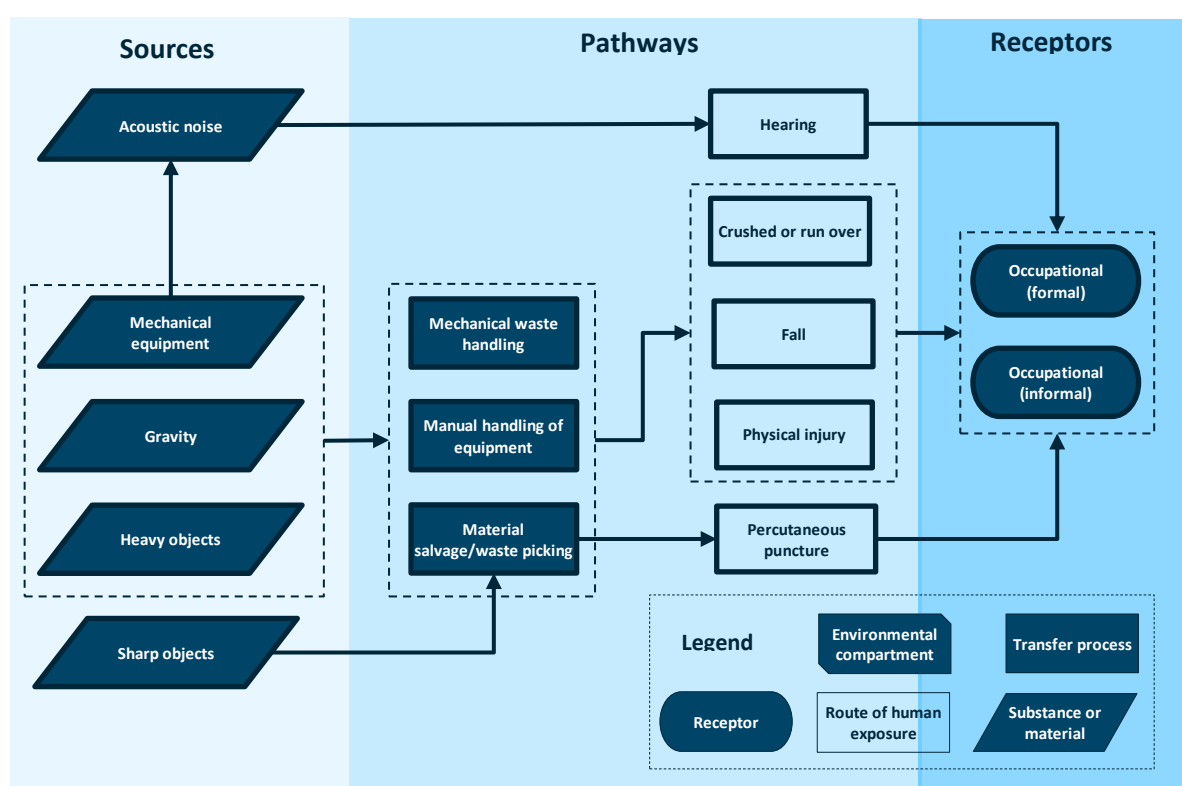 Sources
Pathways
Receptors
Acoustic noise
Hearing
Crushed or run over
Occupational
(formal)
Mechanical
equipment
Mechanical waste
handling
Fall
Occupational
(informal)
Gravity
Manual handling of
equipment
Physical injury
Heavy objects
Material
salvage/waste picking
Percutaneous
puncture
Sharp objects
Legend
Environmental
compartment
Transfer process
Receptor
Route of human
exposure
Substance or
material